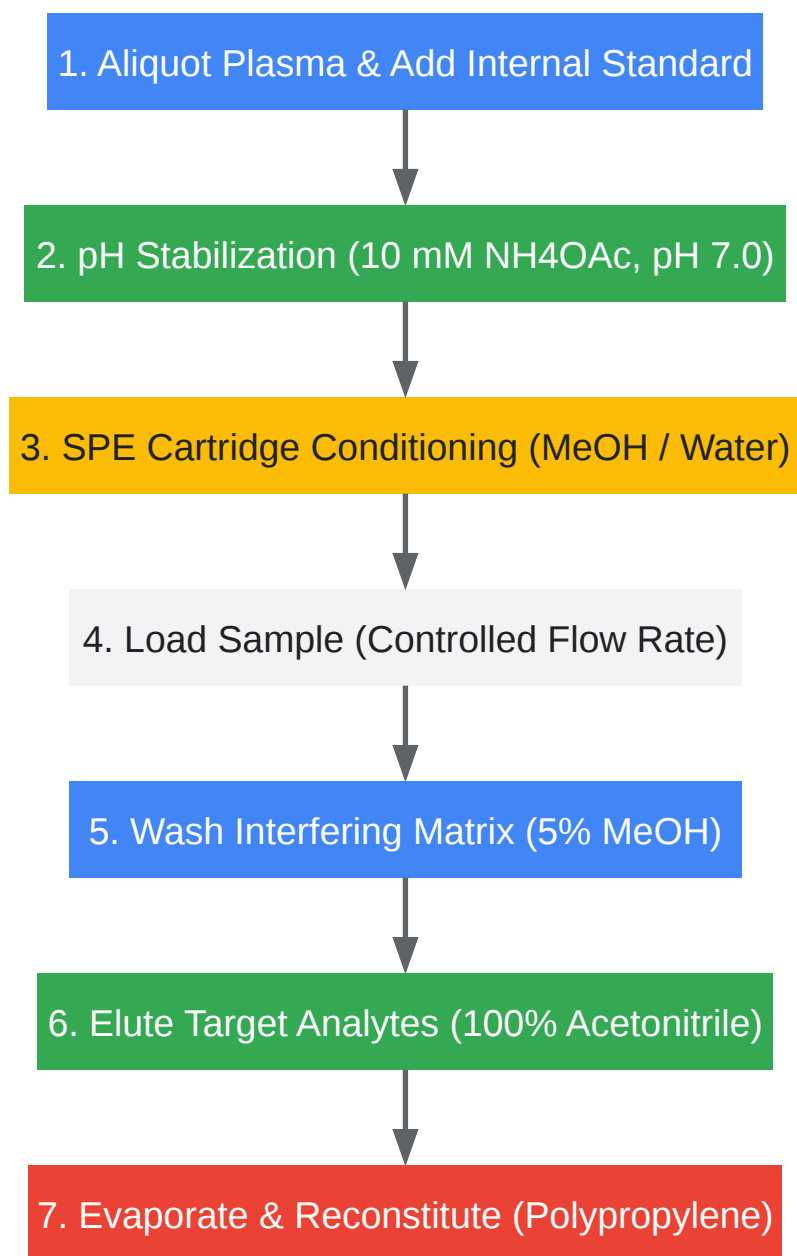 1. Aliquot Plasma & Add Internal Standard
2. pH Stabilization (10 mM NH4OAc, pH 7.0)
3. SPE Cartridge Conditioning (MeOH / Water)
4. Load Sample (Controlled Flow Rate)
5. Wash Interfering Matrix (5% MeOH)
6. Elute Target Analytes (100% Acetonitrile)
7. Evaporate & Reconstitute (Polypropylene)